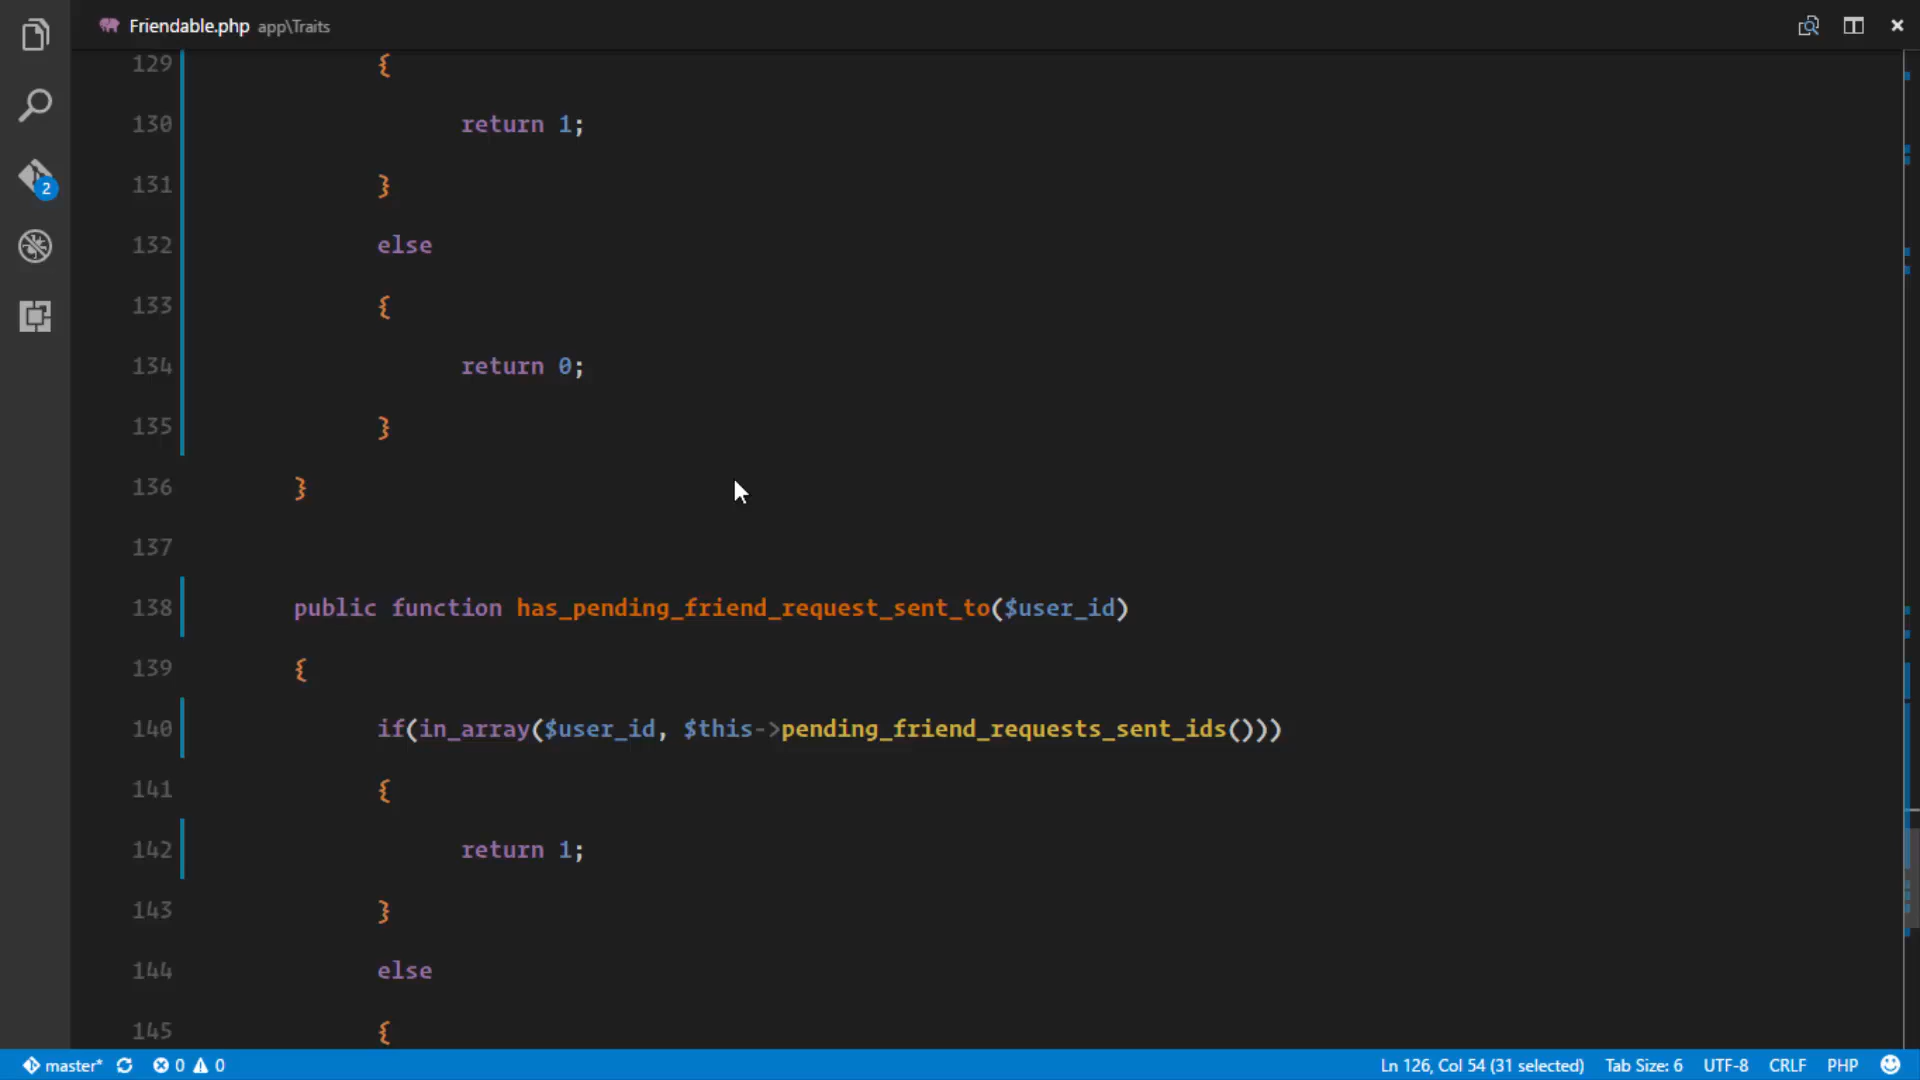 Friendable.php app\Traits
129 {
130 return 1;
131 }
132 else
133 {
134 return 0;
135 }
136 }
137
138 public function has_pending_friend_request_sent_to($user_id)
139 {
140 if(in_array($user_id, $this->pending_friend_requests_sent_ids()))
141 {
142 return 1;
143 }
144 else
145 {
2
master* 0 0 Ln 126, Col 54 (31 selected) Tab Size: 6 UTF-8 CRLF PHP